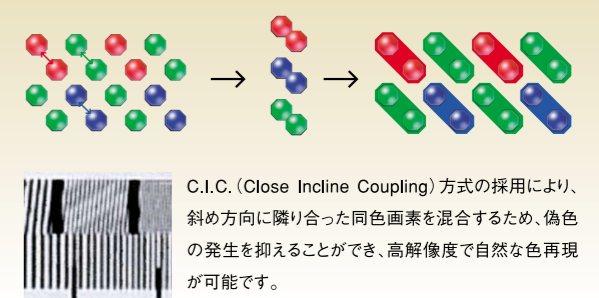 C.I.C.（Close Incline Coupling）方式の採用により、
斜め方向に隣り合った同色画素を混合するため、偽色
の発生を抑えることができ、高解像度で自然な色再現
が可能です。